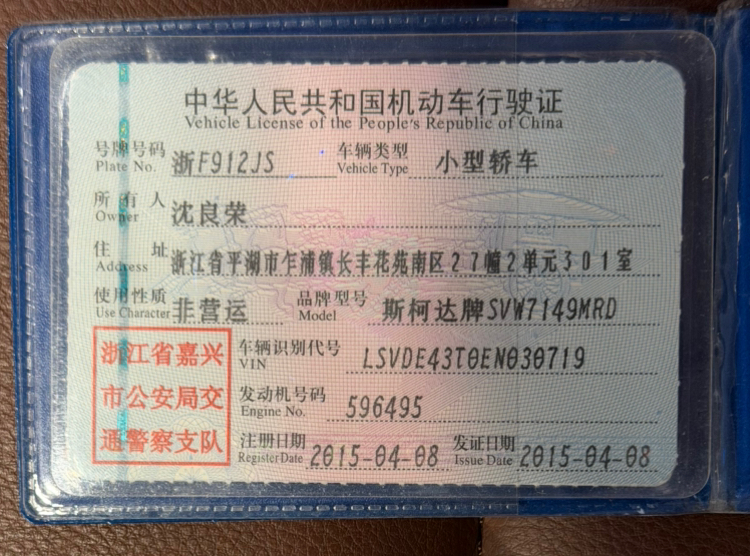 中华人民共和国机动车行驶证
Vehicle License of the People's Republic of China
号牌号码 浙F912JS 车辆类型 小型轿车
Plate No. Vehicle Type
所有人 沈良荣
Owner
住址 浙江省平湖市乍浦镇长丰花苑南区27幢2单元301室
Address
使用性质 非营运 品牌型号 斯柯达牌SVW7149MRD
Use Character Model
浙江省嘉兴
市公安局交
通警察支队
车辆识别代号 LSVDE43T0EN030719
VIN
发动机号码 596495
Engine No.
注册日期 2015-04-08 发证日期 2015-04-08
Register Date Issue Date